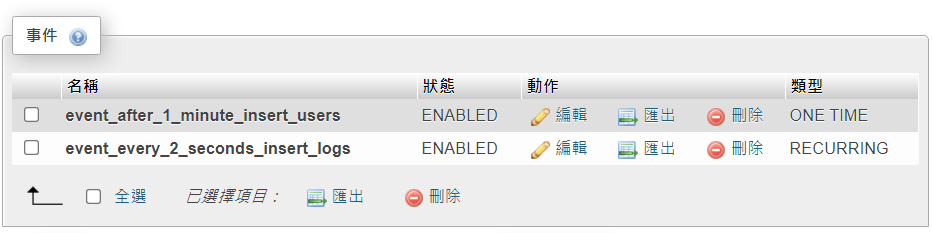 事件
名稱 狀態 動作 類型
event_after_1_minute_insert_users ENABLED 編輯 匯出 刪除 ONE TIME
event_every_2_seconds_insert_logs ENABLED 編輯 匯出 刪除 RECURRING
全選 已選擇項目： 匯出 刪除